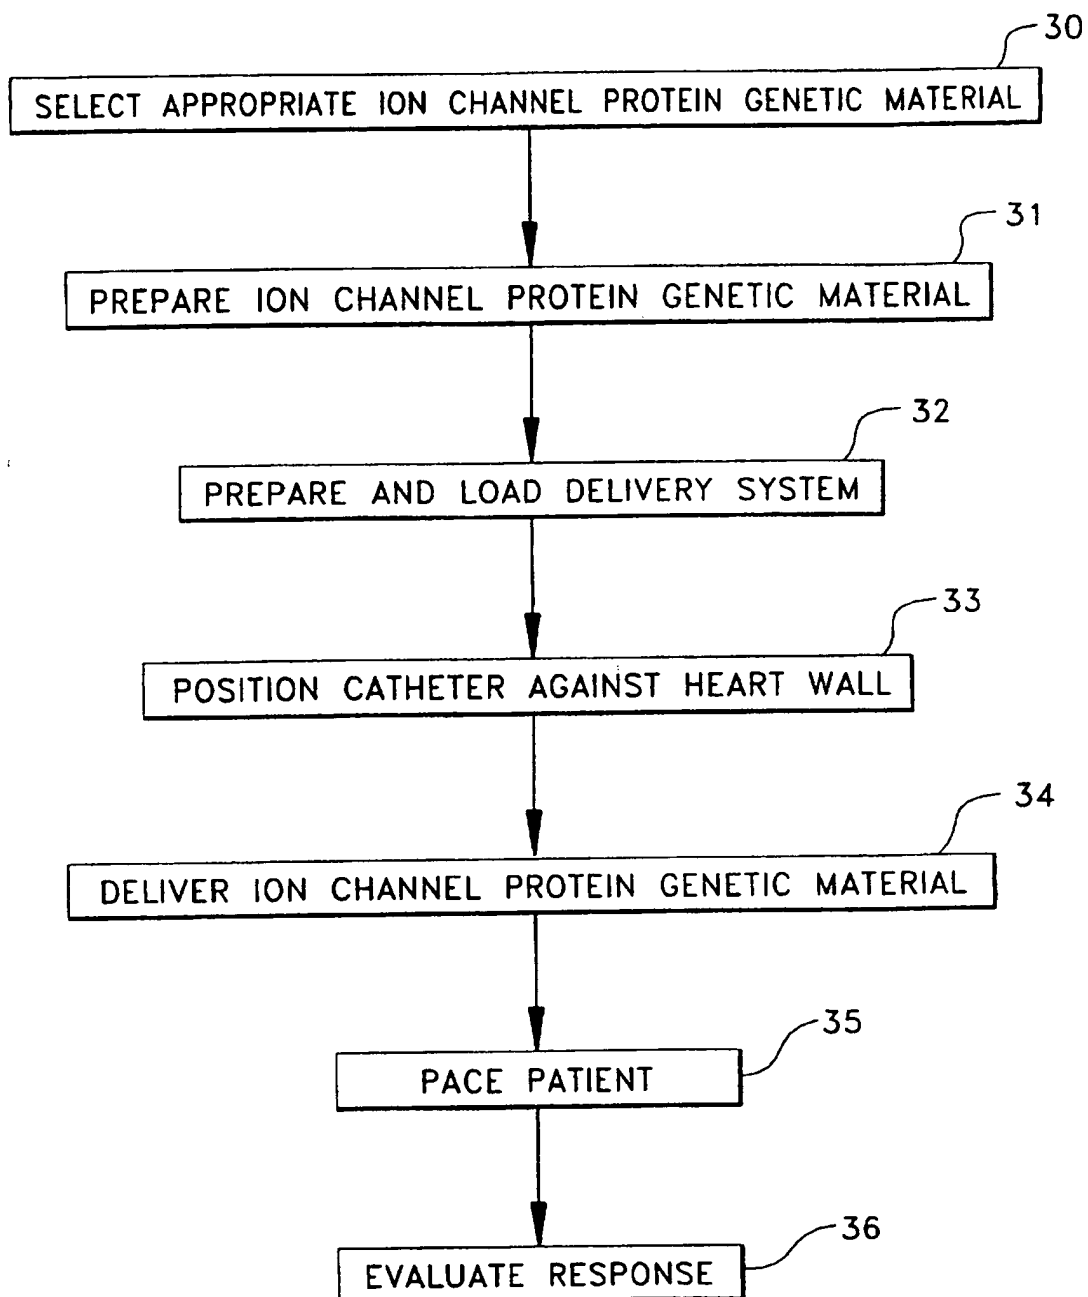 30
SELECT APPROPRIATE ION CHANNEL PROTEIN GENETIC MATERIAL
31
PREPARE ION CHANNEL PROTEIN GENETIC MATERIAL
32
PREPARE AND LOAD DELIVERY SYSTEM
33
POSITION CATHETER AGAINST HEART WALL
34
DELIVER ION CHANNEL PROTEIN GENETIC MATERIAL
35
PACE PATIENT
36
EVALUATE RESPONSE